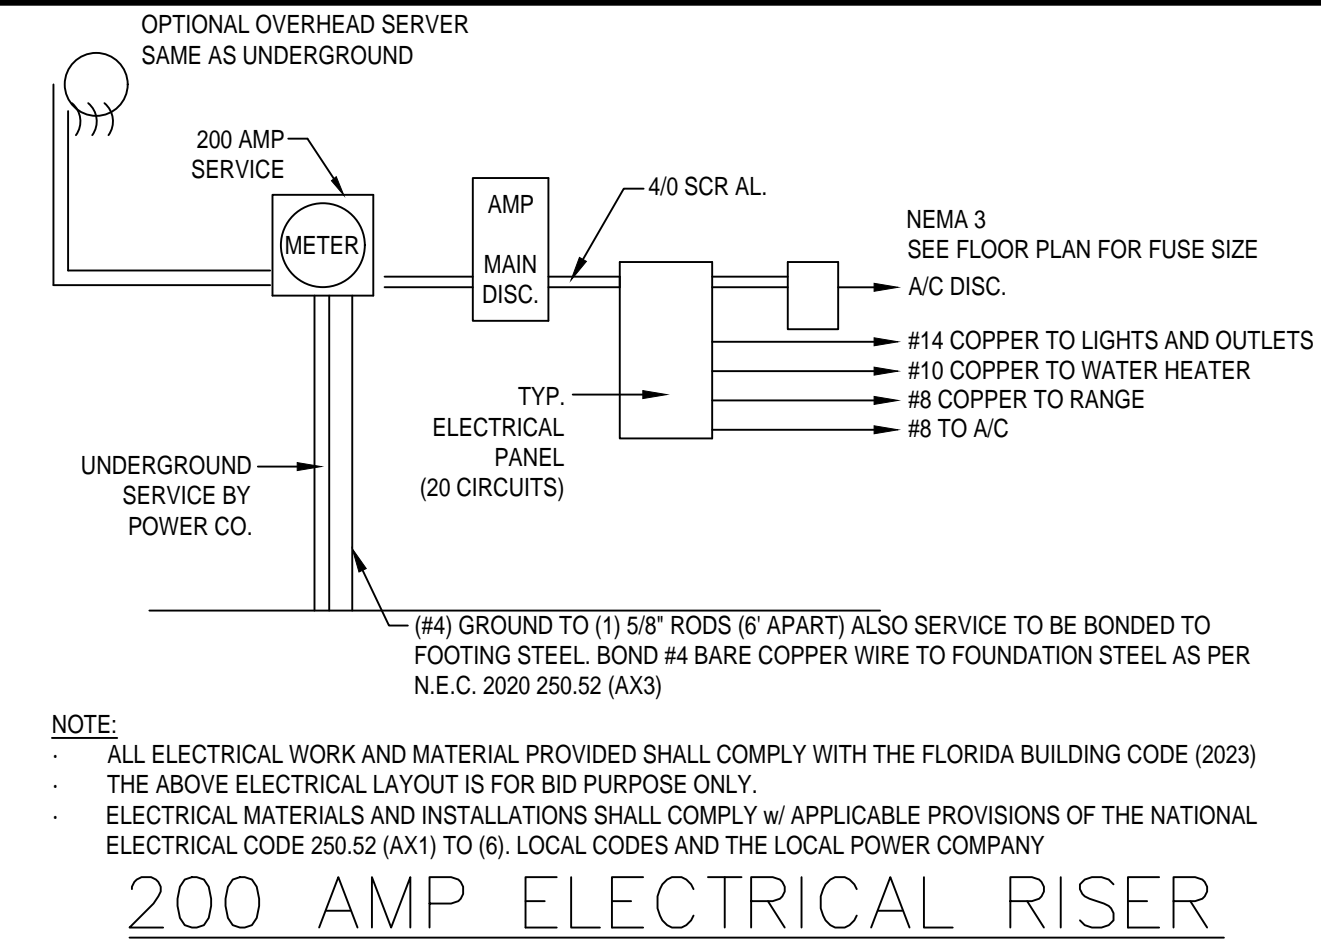 OPTIONAL OVERHEAD SERVER
SAME AS UNDERGROUND
200 AMP
SERVICE
METER
AMP
MAIN
DISC.
4/0 SCR AL.
NEMA 3
SEE FLOOR PLAN FOR FUSE SIZE
A/C DISC.
#14 COPPER TO LIGHTS AND OUTLETS
#10 COPPER TO WATER HEATER
#8 COPPER TO RANGE
#8 TO A/C
TYP.
ELECTRICAL
PANEL
(20 CIRCUITS)
UNDERGROUND
SERVICE BY
POWER CO.
(#4) GROUND TO (1) 5/8" RODS (6' APART) ALSO SERVICE TO BE BONDED TO
FOOTING STEEL. BOND #4 BARE COPPER WIRE TO FOUNDATION STEEL AS PER
N.E.C. 2020 250.52 (AX3)
NOTE:
· ALL ELECTRICAL WORK AND MATERIAL PROVIDED SHALL COMPLY WITH THE FLORIDA BUILDING CODE (2023)
· THE ABOVE ELECTRICAL LAYOUT IS FOR BID PURPOSE ONLY.
· ELECTRICAL MATERIALS AND INSTALLATIONS SHALL COMPLY w/ APPLICABLE PROVISIONS OF THE NATIONAL
ELECTRICAL CODE 250.52 (AX1) TO (6). LOCAL CODES AND THE LOCAL POWER COMPANY
200 AMP ELECTRICAL RISER